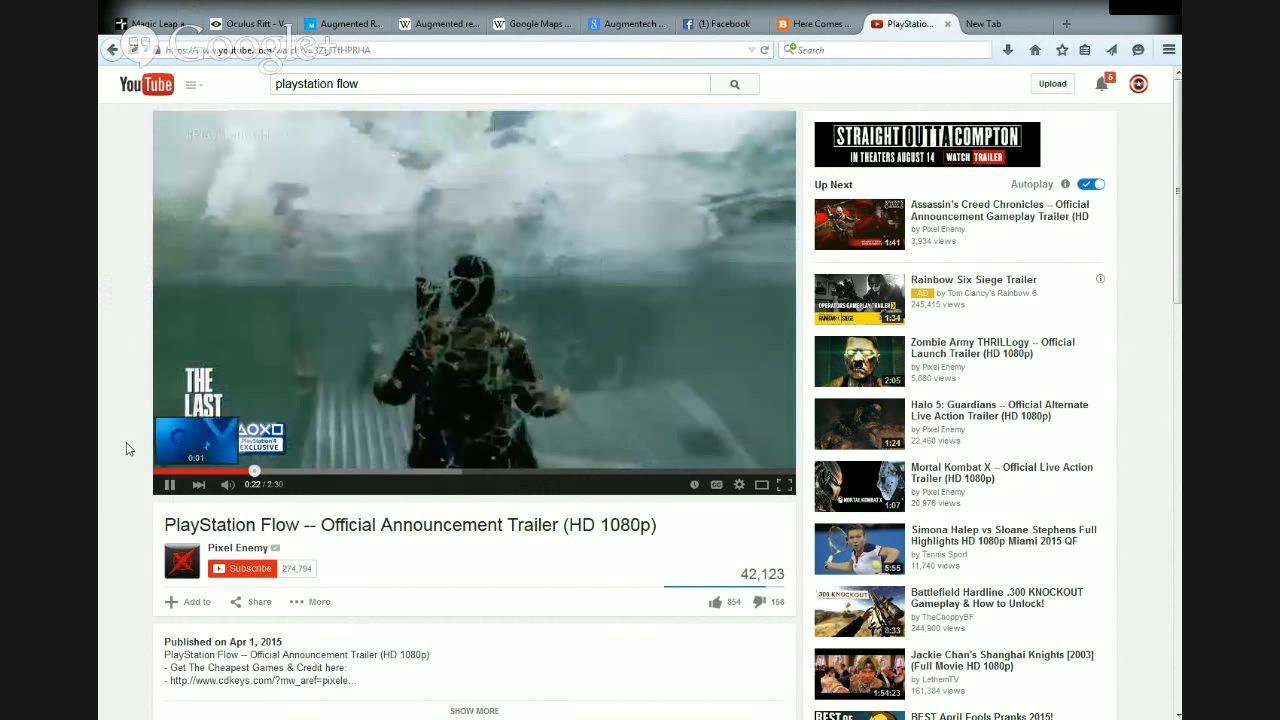 Magic Leap a...
Oculus Rift - V...
Augmented R...
Augmented re...
Google Maps ...
Augmentech ...
(1) Facebook
Here Comes ...
PlayStatio...
New Tab
Google+
Search
YouTube
playstation flow
Upload
5
STRAIGHT OUTTA COMPTON
IN THEATERS AUGUST 14 WATCH TRAILER
Up Next
Autoplay
Assassin's Creed Chronicles -- Official
Announcement Gameplay Trailer (HD
by Pixel Enemy
3,934 views
1:41
Rainbow Six Siege Trailer
AD by Tom Clancy's Rainbow 6
245,415 views
1:34
Zombie Army THRILLogy -- Official
Launch Trailer (HD 1080p)
by Pixel Enemy
5,880 views
2:05
Halo 5: Guardians -- Official Alternate
Live Action Trailer (HD 1080p)
by Pixel Enemy
22,460 views
1:24
Mortal Kombat X -- Official Live Action
Trailer (HD 1080p)
by Pixel Enemy
20,976 views
1:07
Simona Halep vs Sloane Stephens Full
Highlights HD 1080p Miami 2015 QF
by Tennis Sport
11,740 views
5:55
Battlefield Hardline .300 KNOCKOUT
Gameplay & How to Unlock!
by TheChoppyBF
244,900 views
.300 KNOCKOUT
8:33
Jackie Chan's Shanghai Knights [2003]
(Full Movie HD 1080p)
by LethemTV
161,384 views
1:54:23
BEST April Fools Pranks 2015!
BEST OF
THE
LAST
PlayStation4
EXCLUSIVE
0:01
0:22 / 2:30
PlayStation Flow -- Official Announcement Trailer (HD 1080p)
Pixel Enemy
Subscribe 274,794
42,123
Add to
Share
More
854
158
Published on Apr 1, 2015
PlayStation Flow -- Official Announcement Trailer (HD 1080p)
- Get The Cheapest Games & Credit here:
- http://www.cdkeys.com/?mw_aref=pixele...
SHOW MORE